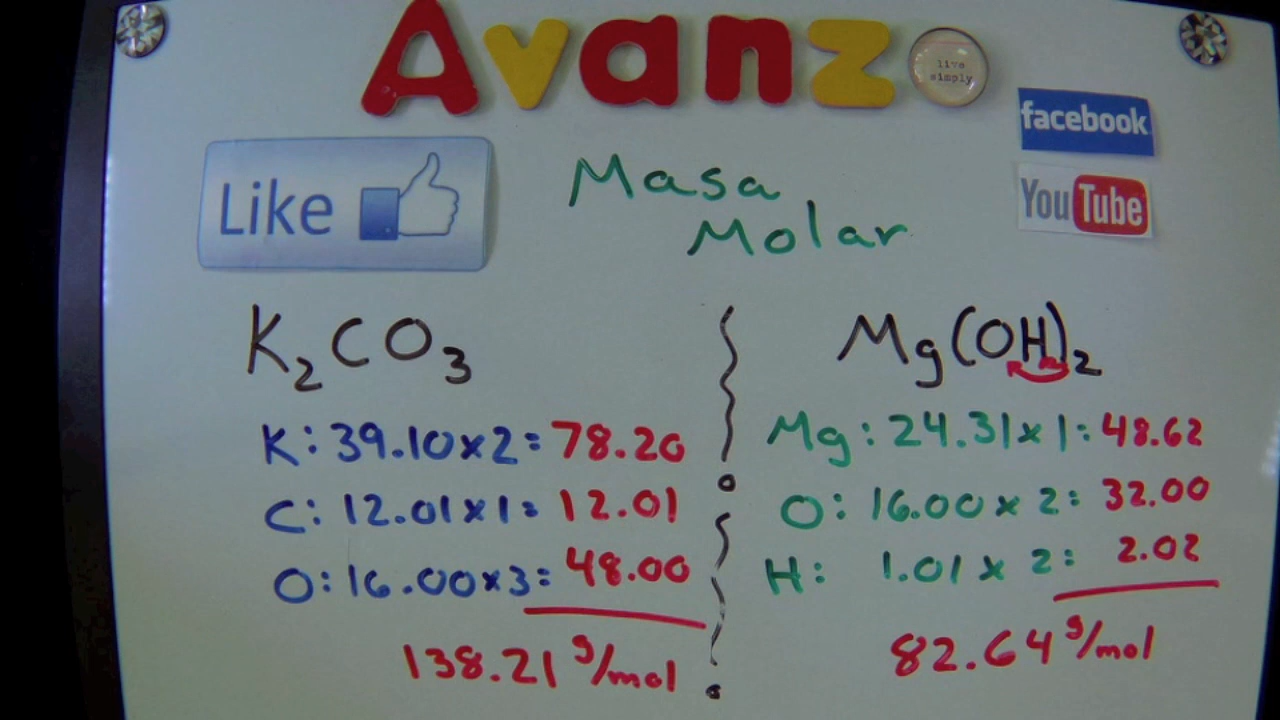 Avanz
live
simply
facebook
Like
YouTube
Masa
Molar
K₂CO₃
K: 39.10x2= 78.20
C: 12.01x1= 12.01
O: 16.00x3= 48.00
138.21 g/mol
Mg(OH)₂
Mg: 24.31x1= 48.62
O: 16.00x2= 32.00
H: 1.01x2= 2.02
82.64 g/mol